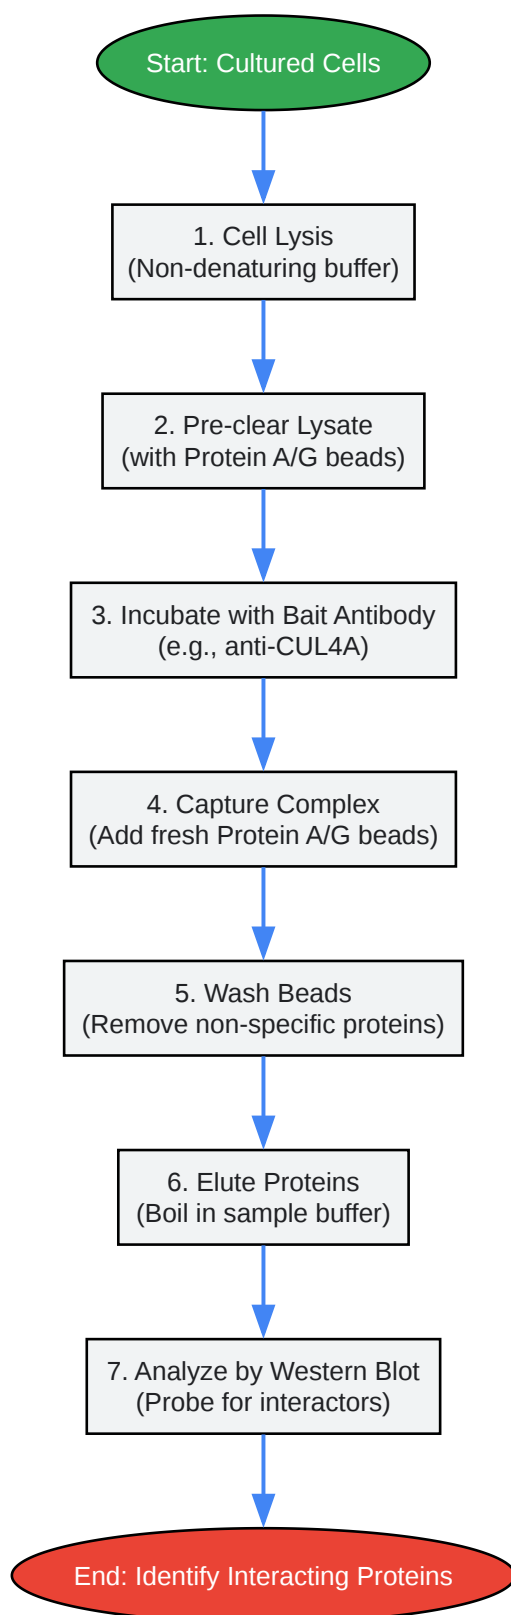 Start: Cultured Cells
1. Cell Lysis
(Non-denaturing buffer)
2. Pre-clear Lysate
(with Protein A/G beads)
3. Incubate with Bait Antibody
(e.g., anti-CUL4A)
4. Capture Complex
(Add fresh Protein A/G beads)
5. Wash Beads
(Remove non-specific proteins)
6. Elute Proteins
(Boil in sample buffer)
7. Analyze by Western Blot
(Probe for interactors)
End: Identify Interacting Proteins